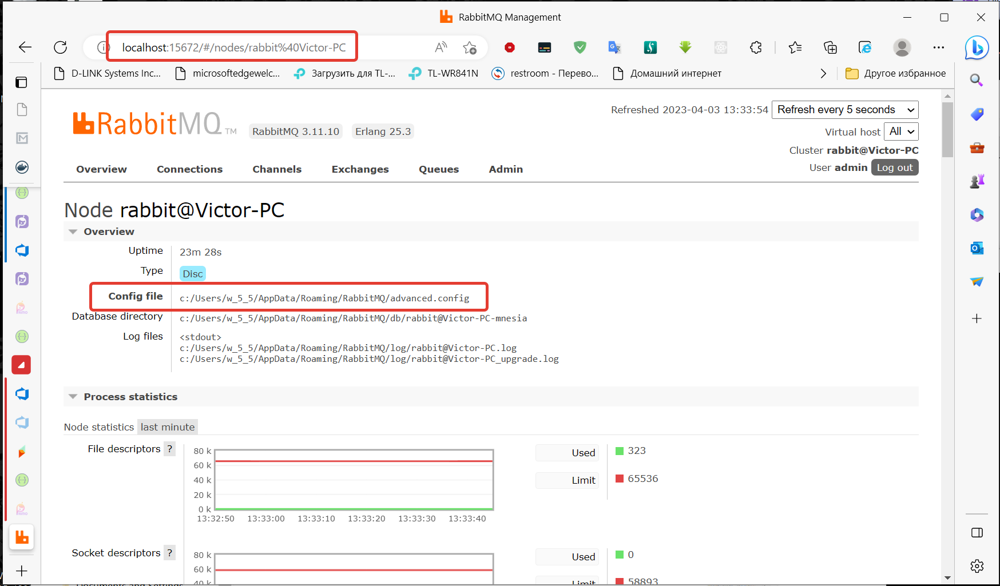 RabbitMQ Management
localhost:15672/#/nodes/rabbit%40Victor-PC
D-LINK Systems Inc...
microsoftedgewelc...
Загрузить для TL-...
TL-WR841N
restroom - Перево...
Домашний интернет
Другое избранное
RabbitMQ TM
RabbitMQ 3.11.10
Erlang 25.3
Refreshed 2023-04-03 13:33:54
Refresh every 5 seconds
Virtual host All
Cluster rabbit@Victor-PC
User admin Log out
Overview Connections Channels Exchanges Queues Admin
Node rabbit@Victor-PC
Overview
Uptime 23m 28s
Type Disc
Config file c:/Users/w_5_5/AppData/Roaming/RabbitMQ/advanced.config
Database directory c:/Users/w_5_5/AppData/Roaming/RabbitMQ/db/rabbit@Victor-PC-mnesia
Log files <stdout>
c:/Users/w_5_5/AppData/Roaming/RabbitMQ/log/rabbit@Victor-PC.log
c:/Users/w_5_5/AppData/Roaming/RabbitMQ/log/rabbit@Victor-PC_upgrade.log
Process statistics
Node statistics last minute
File descriptors ?
80 k
60 k
40 k
20 k
0 k
13:32:50 13:33:00 13:33:10 13:33:20 13:33:30 13:33:40
Used 323
Limit 65536
Socket descriptors ?
80 k
60 k
40 k
Used 0
Limit 58893